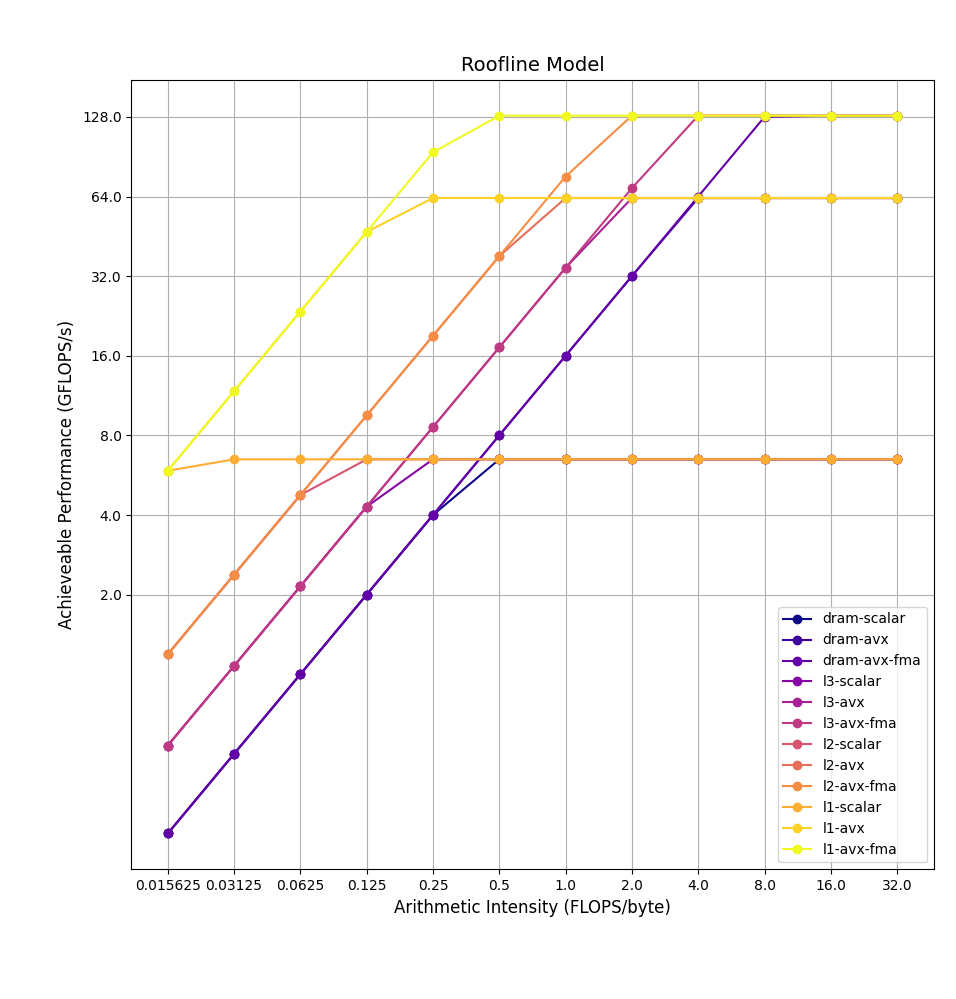 Roofline Model
Achieveable Performance (GFLOPS/s)
128.0
64.0
32.0
16.0
8.0
4.0
2.0
dram-scalar
dram-avx
dram-avx-fma
l3-scalar
l3-avx
l3-avx-fma
l2-scalar
l2-avx
l2-avx-fma
l1-scalar
l1-avx
l1-avx-fma
0.015625 0.03125 0.0625 0.125 0.25 0.5 1.0 2.0 4.0 8.0 16.0 32.0
Arithmetic Intensity (FLOPS/byte)